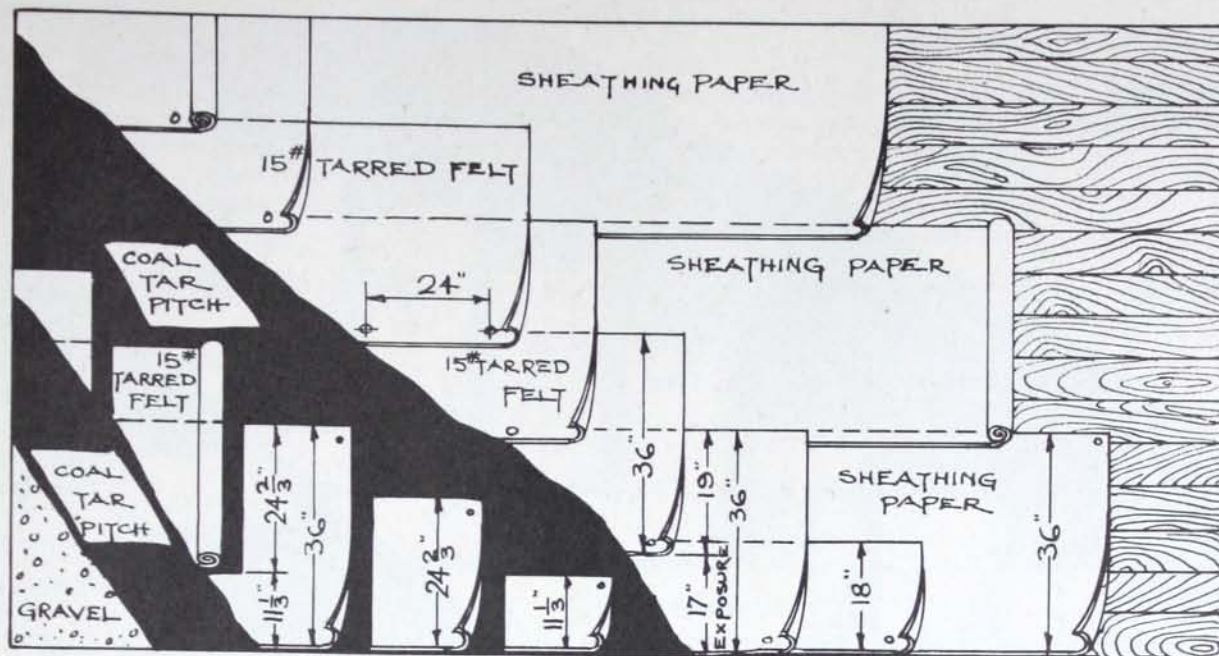 SHEATHING PAPER
15# TARRED FELT
COAL
TAR
PITCH
24"
SHEATHING PAPER
15#
TARRED
FELT
15# TARRED
FELT
COAL
TAR
PITCH
GRAVEL
24 2/3"
11 1/3"
36"
24 2/3"
11 1/3"
36"
19"
17"
EXPOSURE
36"
18"
SHEATHING
PAPER
36"